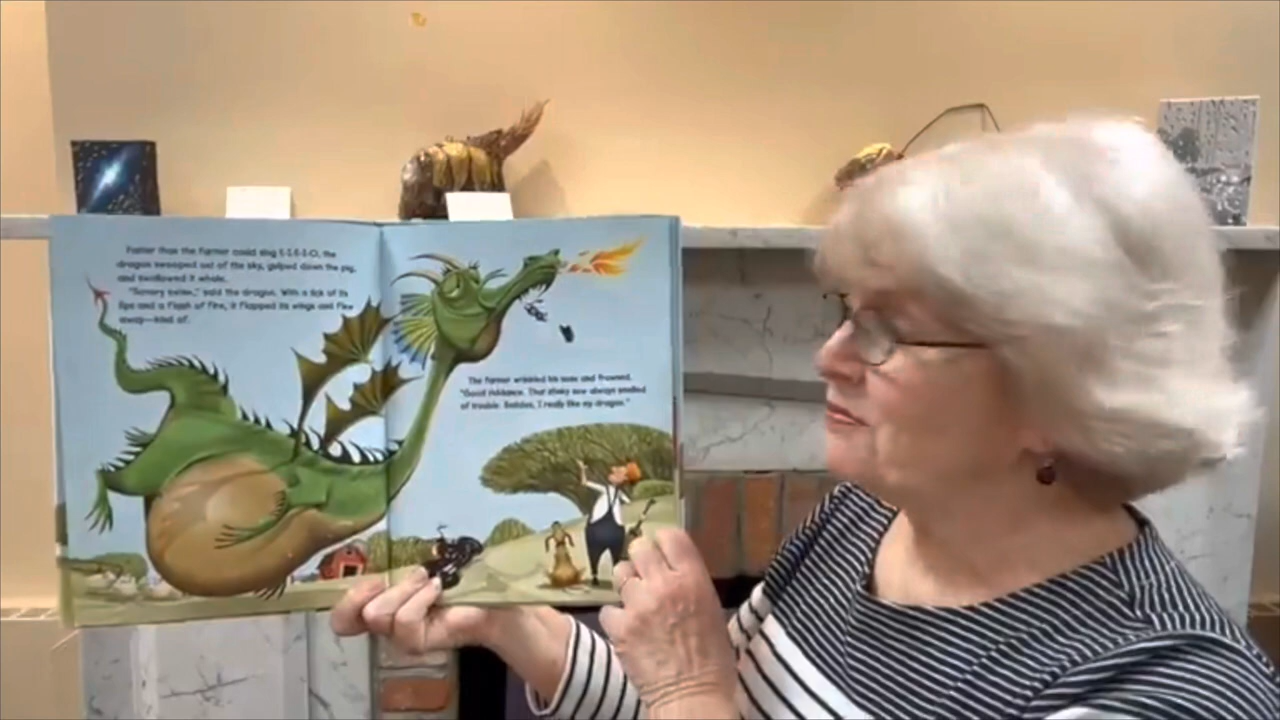 Faster than the farmer could sing E-I-E-I-O, the
dragon swooped out of the sky, gulped down the pig,
and swallowed it whole.
"Sensory swine," said the dragon. With a lick of its
lips and a flash of fire, it flapped its wings and flew
away—kind of.
The farmer wrinkled his nose and frowned.
"Good riddance. That stinky sow always smelled
of trouble. Besides, I really like my dragon."